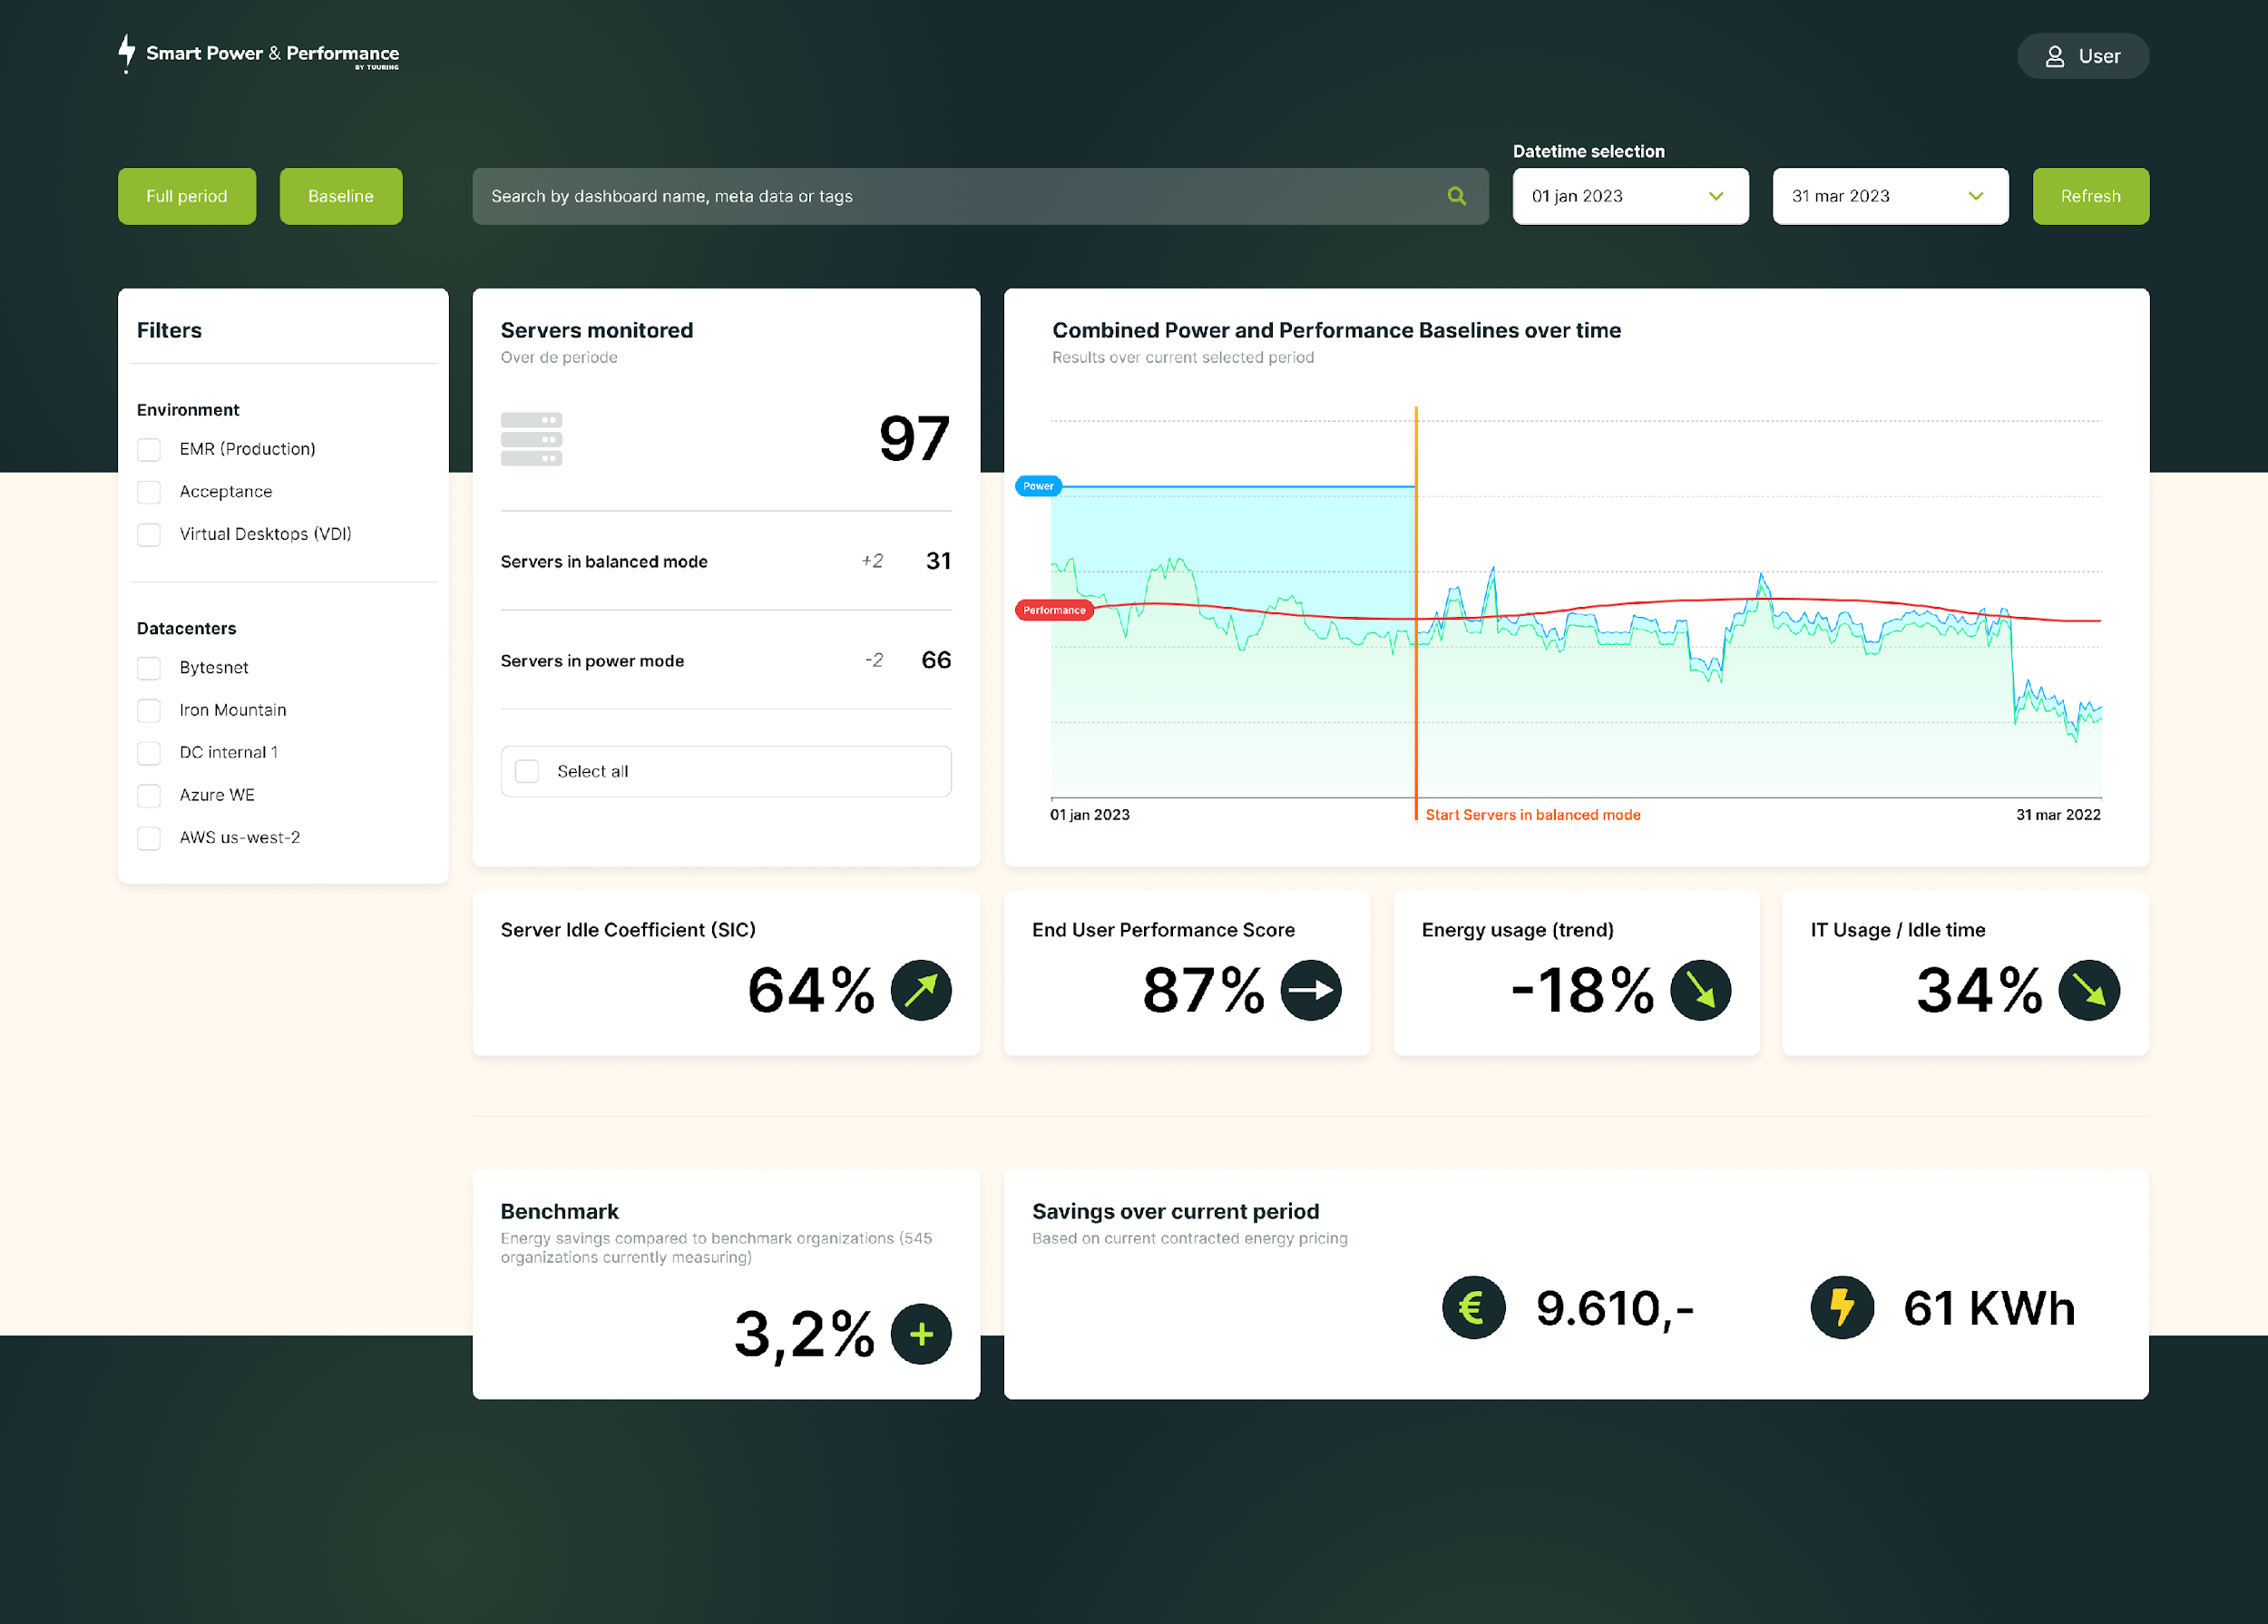 Smart Power & Performance
BY TUURING
User
Datetime selection
Full period
Baseline
Search by dashboard name, meta data or tags
01 jan 2023
31 mar 2023
Refresh
Filters
Environment
EMR (Production)
Acceptance
Virtual Desktops (VDI)
Datacenters
Bytesnet
Iron Mountain
DC internal 1
Azure WE
AWS us-west-2
Servers monitored
Over de periode
97
Servers in balanced mode +2 31
Servers in power mode -2 66
Select all
Combined Power and Performance Baselines over time
Results over current selected period
Power
Performance
01 jan 2023
Start Servers in balanced mode
31 mar 2022
Server Idle Coefficient (SIC)
64%
End User Performance Score
87%
Energy usage (trend)
-18%
IT Usage / Idle time
34%
Benchmark
Energy savings compared to benchmark organizations (545
organizations currently measuring)
3,2% +
Savings over current period
Based on current contracted energy pricing
€ 9.610,-
61 KWh